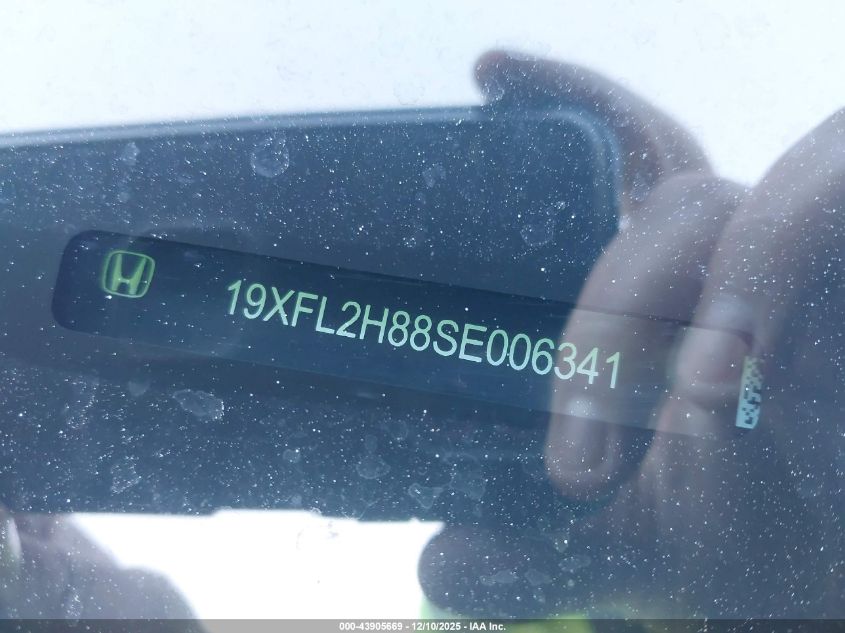 19XFL2H88SE006341
000-43905669 - 12/10/2025 - IAA Inc.